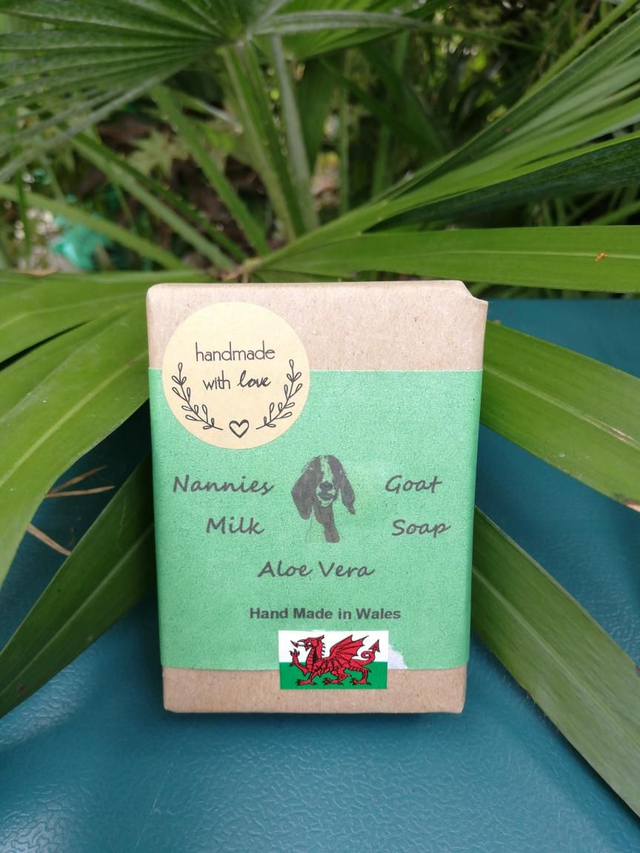 handmade
with love
Nannies Goat
Milk Soap
Aloe Vera
Hand Made in Wales